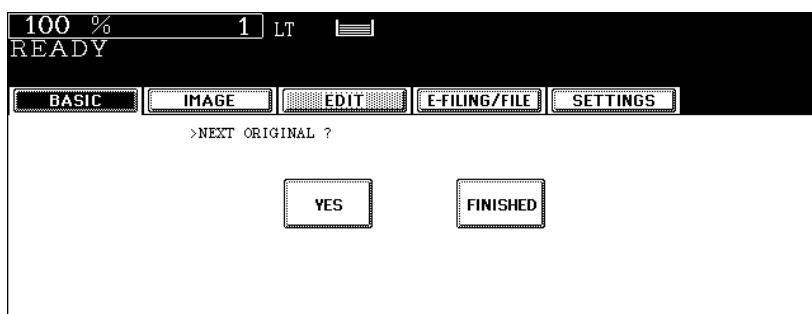 100 % 1 LT
READY
BASIC IMAGE EDIT E-FILING/FILE SETTINGS
>NEXT ORIGINAL ?
YES FINISHED